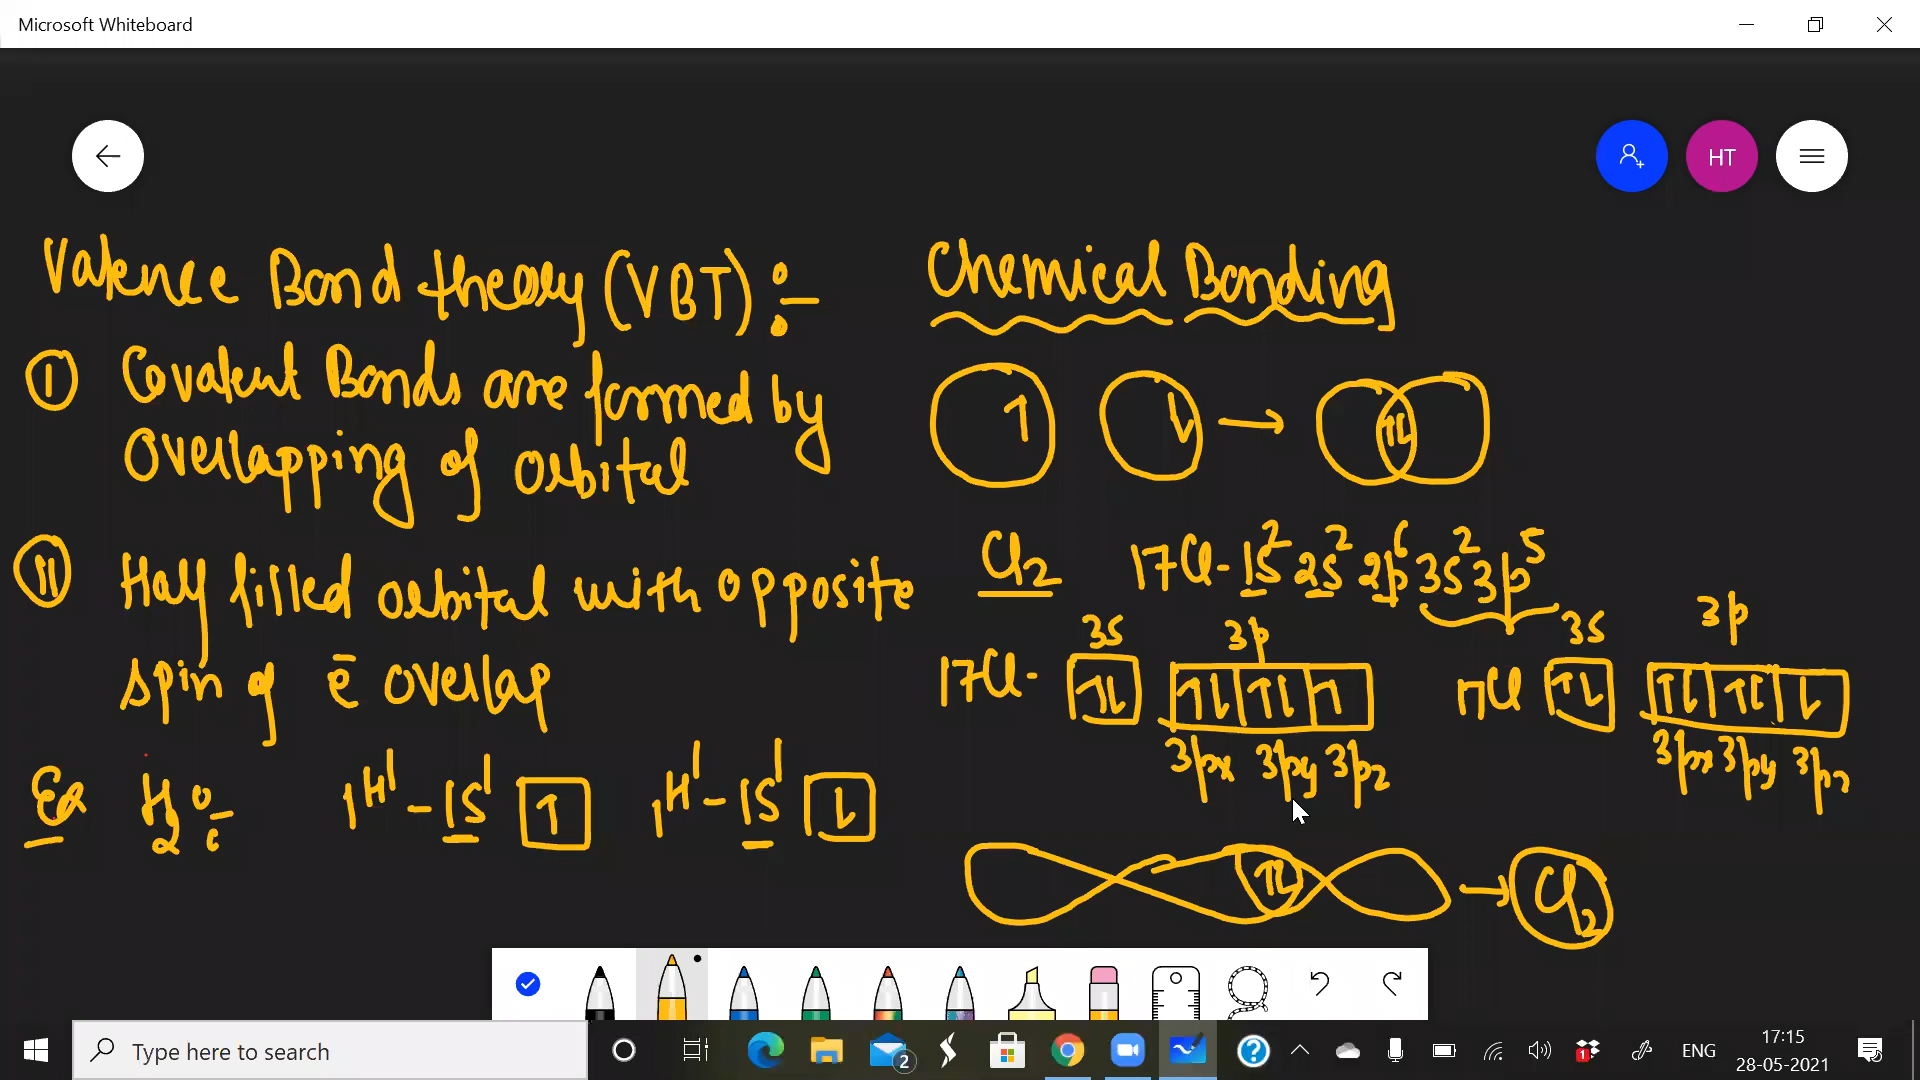 Microsoft Whiteboard
HT
Valence Bond theory (VBT) :-
① Covalent Bonds are formed by
Overlapping of orbital
② Half filled orbital with opposite
spin of ē overlap
Ex H₂ :- ₁H¹ - 1S¹ ↿ ₁H¹ - 1S¹ ⇂
Chemical Bonding
↿ ⇂ → ↿⇂
Cl₂ 17Cl - 1S² 2S² 2p⁶ 3S² 3p⁵
3S 3p 3S 3p
17Cl - ↿⇂ ↿⇂ ↿⇂ ↿ 17Cl ↿⇂ ↿⇂ ↿⇂ ⇂
3px 3py 3pz 3px 3py 3pz
↿⇂ → Cl₂
Type here to search
2
1
ENG
17:15
28-05-2021